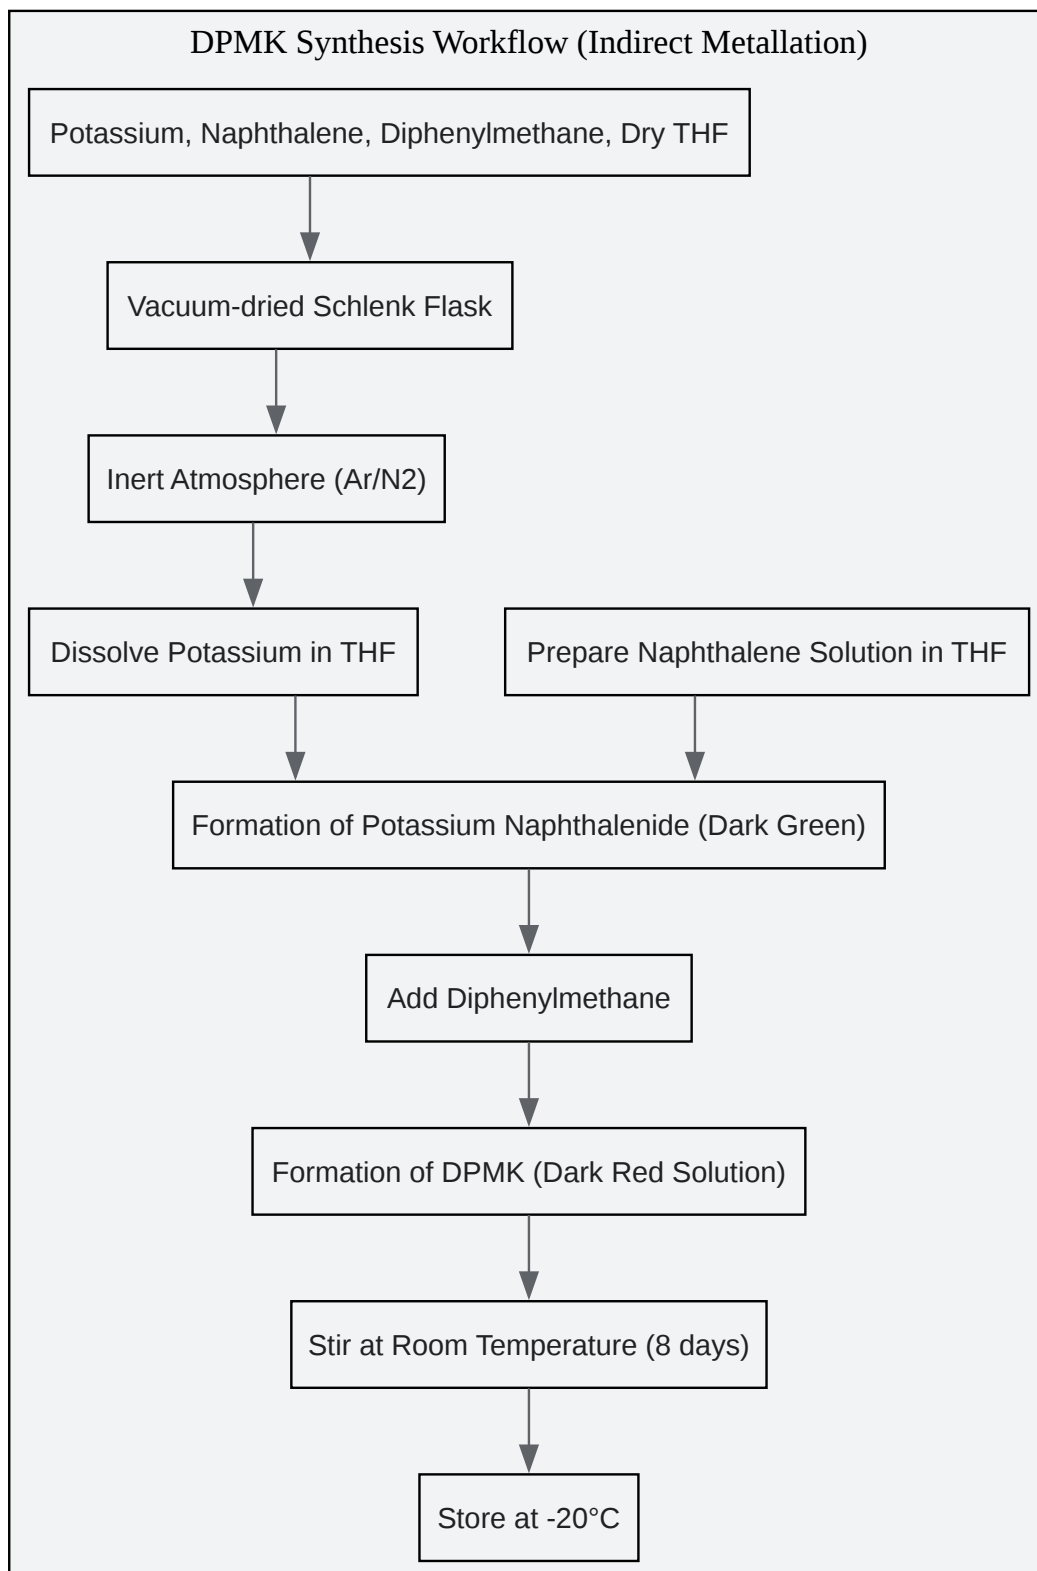 DPMK Synthesis Workflow (Indirect Metallation)
Potassium, Naphthalene, Diphenylmethane, Dry THF
Vacuum-dried Schlenk Flask
Inert Atmosphere (Ar/N2)
Dissolve Potassium in THF
Prepare Naphthalene Solution in THF
Formation of Potassium Naphthalenide (Dark Green)
Add Diphenylmethane
Formation of DPMK (Dark Red Solution)
Stir at Room Temperature (8 days)
Store at -20°C